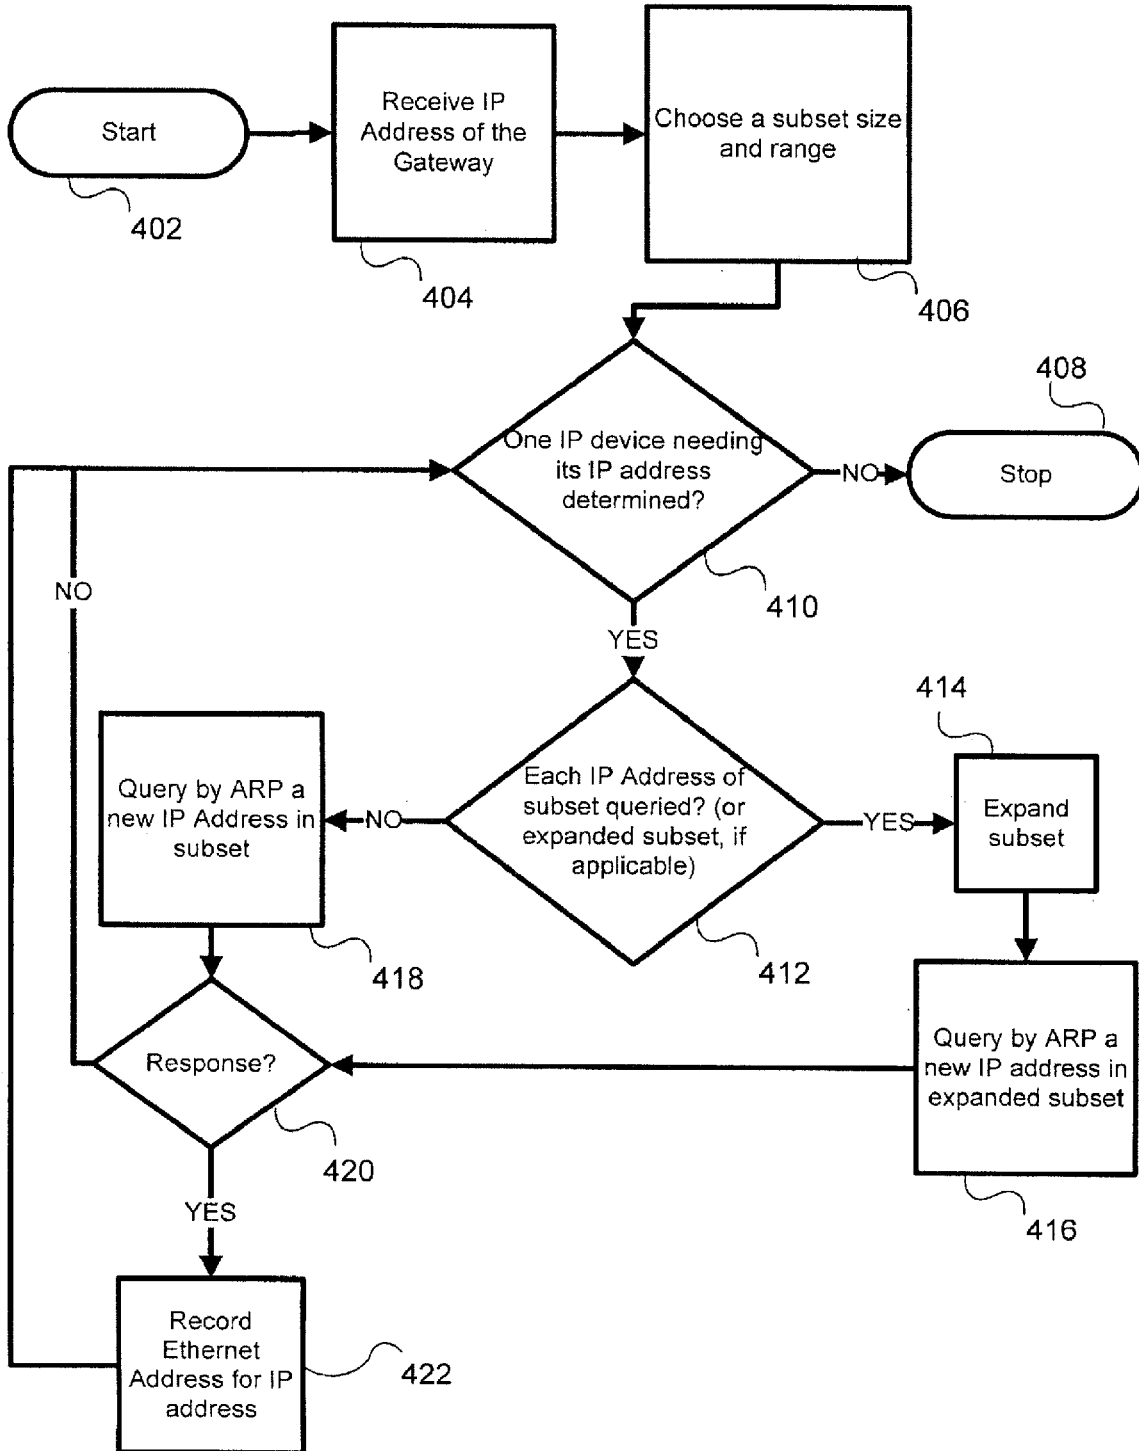 Start
402
Receive IP
Address of the
Gateway
404
Choose a subset size
and range
406
One IP device needing
its IP address
determined?
410
NO
Stop
408
YES
Each IP Address of
subset queried? (or
expanded subset, if
applicable)
412
YES
Expand
subset
414
Query by ARP a
new IP address in
expanded subset
416
NO
Query by ARP a
new IP Address in
subset
418
Response?
420
NO
YES
Record
Ethernet
Address for IP
address
422